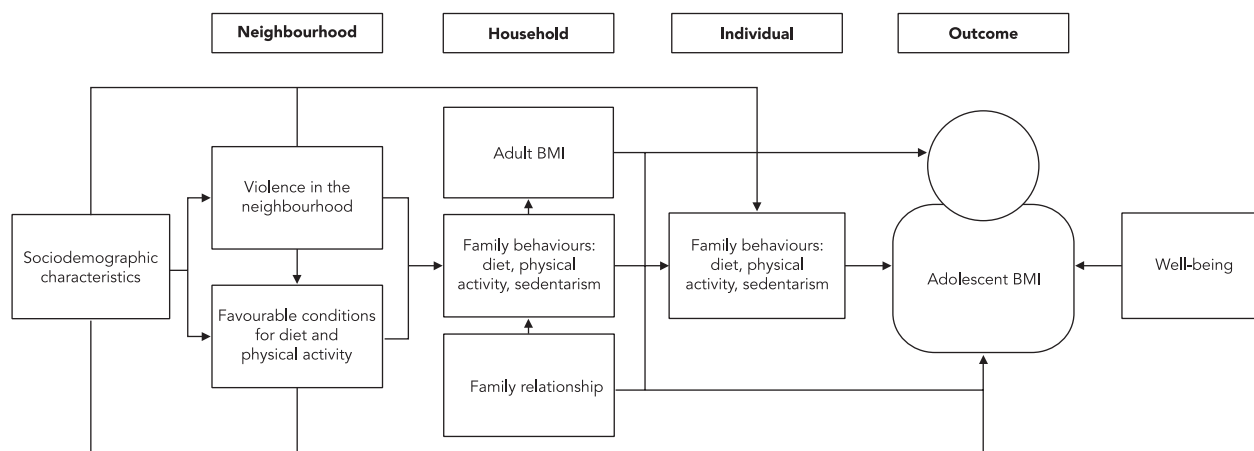 Neighbourhood
Household
Individual
Outcome
Sociodemographic
characteristics
Violence in the
neighbourhood
Favourable conditions
for diet and
physical activity
Adult BMI
Family behaviours:
diet, physical
activity, sedentarism
Family relationship
Family behaviours:
diet, physical
activity, sedentarism
Adolescent BMI
Well-being